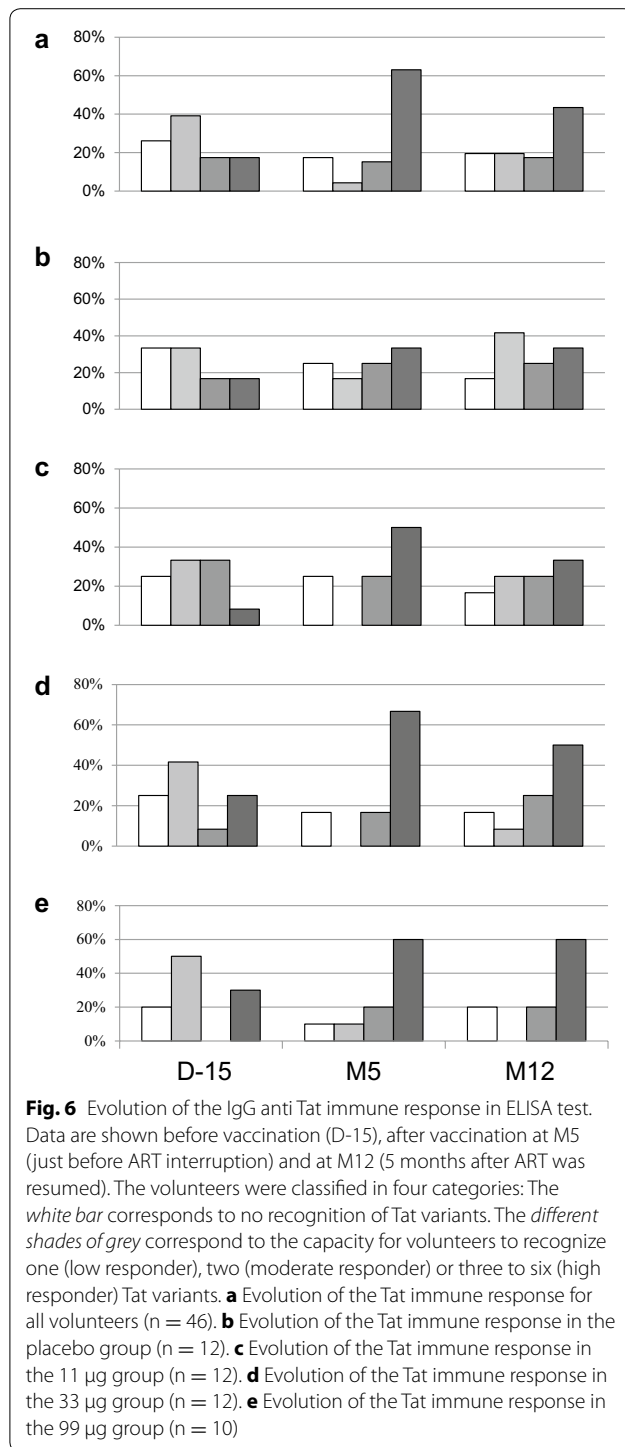 a
80%
60%
40%
20%
0%
b
80%
60%
40%
20%
0%
c
80%
60%
40%
20%
0%
d
80%
60%
40%
20%
0%
e
80%
60%
40%
20%
0%
D-15 M5 M12
Fig. 6 Evolution of the IgG anti Tat immune response in ELISA test.
Data are shown before vaccination (D-15), after vaccination at M5
(just before ART interruption) and at M12 (5 months after ART was
resumed). The volunteers were classified in four categories: The
white bar corresponds to no recognition of Tat variants. The different
shades of grey correspond to the capacity for volunteers to recognize
one (low responder), two (moderate responder) or three to six (high
responder) Tat variants. a Evolution of the Tat immune response for
all volunteers (n = 46). b Evolution of the Tat immune response in the
placebo group (n = 12). c Evolution of the Tat immune response in
the 11 µg group (n = 12). d Evolution of the Tat immune response in
the 33 µg group (n = 12). e Evolution of the Tat immune response in
the 99 µg group (n = 10)